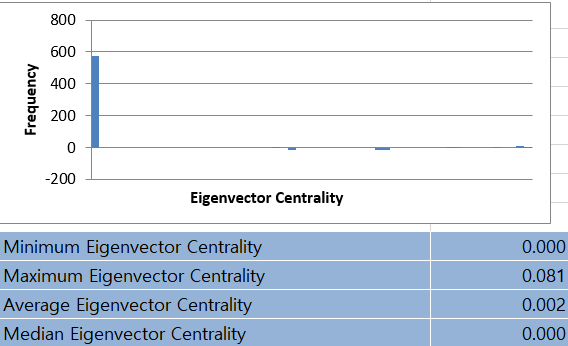 800
600
400
200
0
-200
Frequency
Eigenvector Centrality
Minimum Eigenvector Centrality 0.000
Maximum Eigenvector Centrality 0.081
Average Eigenvector Centrality 0.002
Median Eigenvector Centrality 0.000